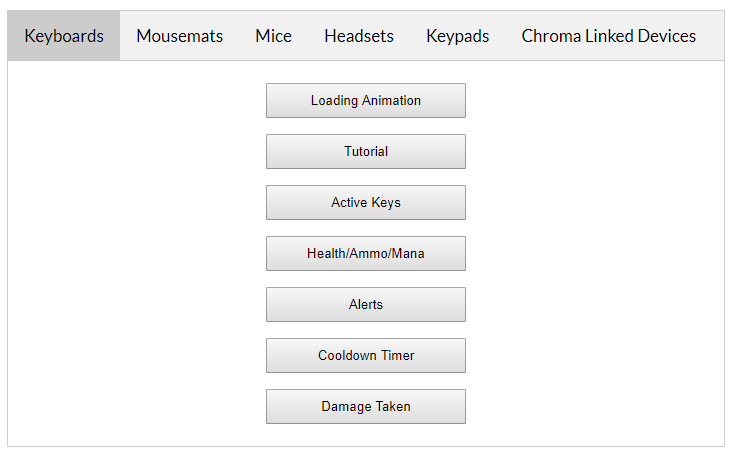 Keyboards Mousemats Mice Headsets Keypads Chroma Linked Devices
Loading Animation
Tutorial
Active Keys
Health/Ammo/Mana
Alerts
Cooldown Timer
Damage Taken